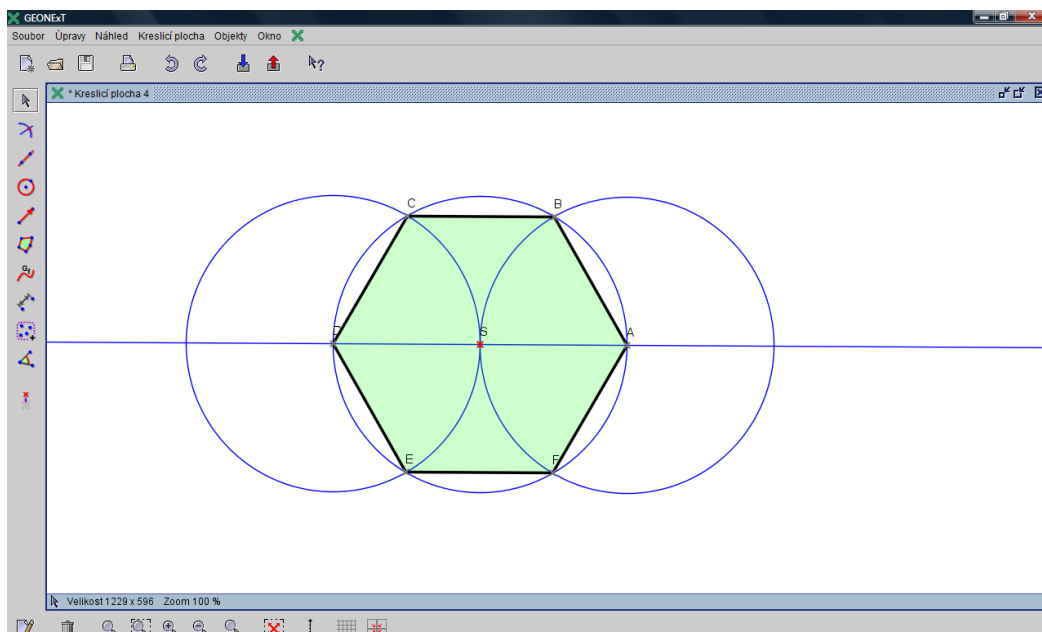 GEONExT
Soubor Úpravy Náhled Kreslicí plocha Objekty Okno
* Kreslicí plocha 4
C B
D S A
E F
Velikost 1229 x 596 Zoom 100 %